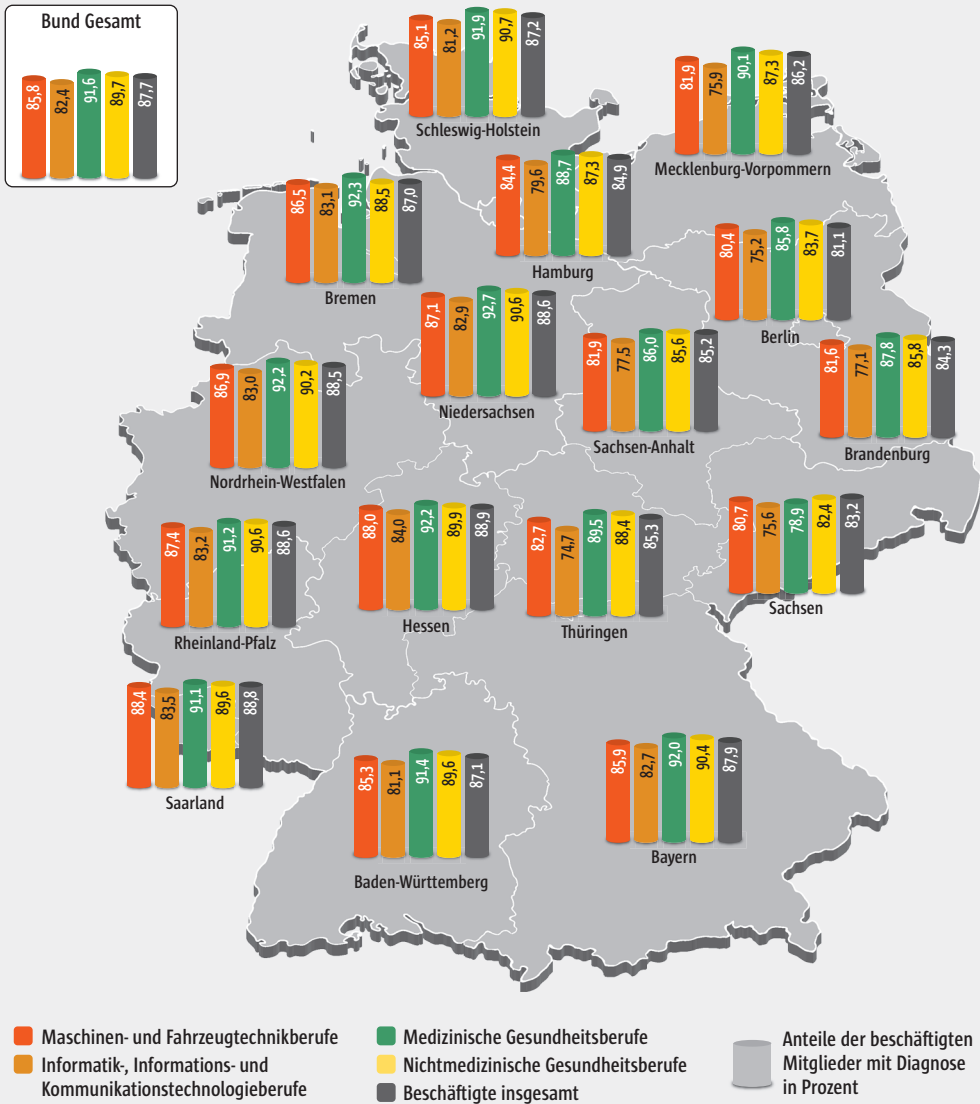 Bund Gesamt
85,8 82,4 91,6 89,7 87,7
85,1 81,2 91,9 90,7 87,2
Schleswig-Holstein
81,9 75,9 90,1 87,3 86,2
Mecklenburg-Vorpommern
86,5 83,1 92,3 88,5 87,0
Bremen
84,4 79,6 88,7 87,3 84,9
Hamburg
80,4 75,2 85,8 83,7 81,1
Berlin
87,1 82,9 92,7 90,6 88,6
Niedersachsen
81,9 77,5 86,0 85,6 85,2
Sachsen-Anhalt
81,6 77,1 87,8 85,8 84,3
Brandenburg
86,9 83,0 92,2 90,2 88,5
Nordrhein-Westfalen
87,4 83,2 91,2 90,6 88,6
Rheinland-Pfalz
88,0 84,0 92,2 89,9 88,9
Hessen
82,7 74,7 89,5 88,4 85,3
Thüringen
80,7 75,6 78,9 82,4 83,2
Sachsen
88,4 83,5 91,1 89,6 88,8
Saarland
85,3 81,1 91,4 89,6 87,1
Baden-Württemberg
85,9 82,7 92,0 90,4 87,9
Bayern
Maschinen- und Fahrzeugtechnikberufe
Informatik-, Informations- und
Kommunikationstechnologieberufe
Medizinische Gesundheitsberufe
Nichtmedizinische Gesundheitsberufe
Beschäftigte insgesamt
Anteile der beschäftigten
Mitglieder mit Diagnose
in Prozent